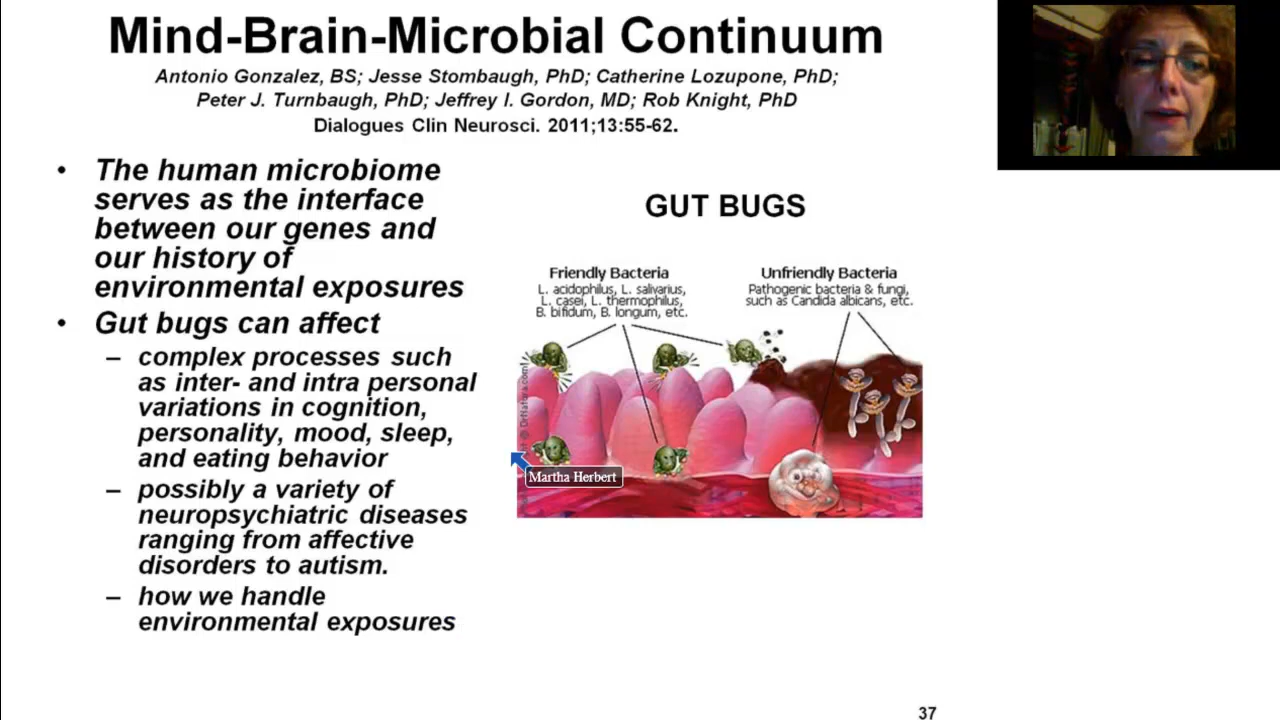 Mind-Brain-Microbial Continuum
Antonio Gonzalez, BS; Jesse Stombaugh, PhD; Catherine Lozupone, PhD;
Peter J. Turnbaugh, PhD; Jeffrey I. Gordon, MD; Rob Knight, PhD
Dialogues Clin Neurosci. 2011;13:55-62.
• The human microbiome
serves as the interface
between our genes and
our history of
environmental exposures
• Gut bugs can affect
– complex processes such
as inter- and intra personal
variations in cognition,
personality, mood, sleep,
and eating behavior
– possibly a variety of
neuropsychiatric diseases
ranging from affective
disorders to autism.
– how we handle
environmental exposures
GUT BUGS
Friendly Bacteria
L. acidophilus, L. salivarius,
L. casei, L. thermophilus,
B. bifidum, B. longum, etc.
Unfriendly Bacteria
Pathogenic bacteria & fungi,
such as Candida albicans, etc.
Martha Herbert
37